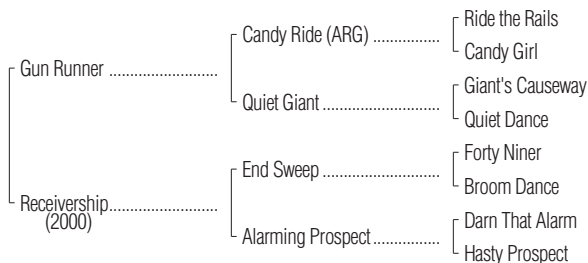 Ride the Rails
Candy Ride (ARG) ................
Candy Girl
Gun Runner ..........................
Giant's Causeway
Quiet Giant ...........................
Quiet Dance
Forty Niner
End Sweep ...........................
Broom Dance
Receivership..........................
(2000)
Darn That Alarm
Alarming Prospect................
Hasty Prospect